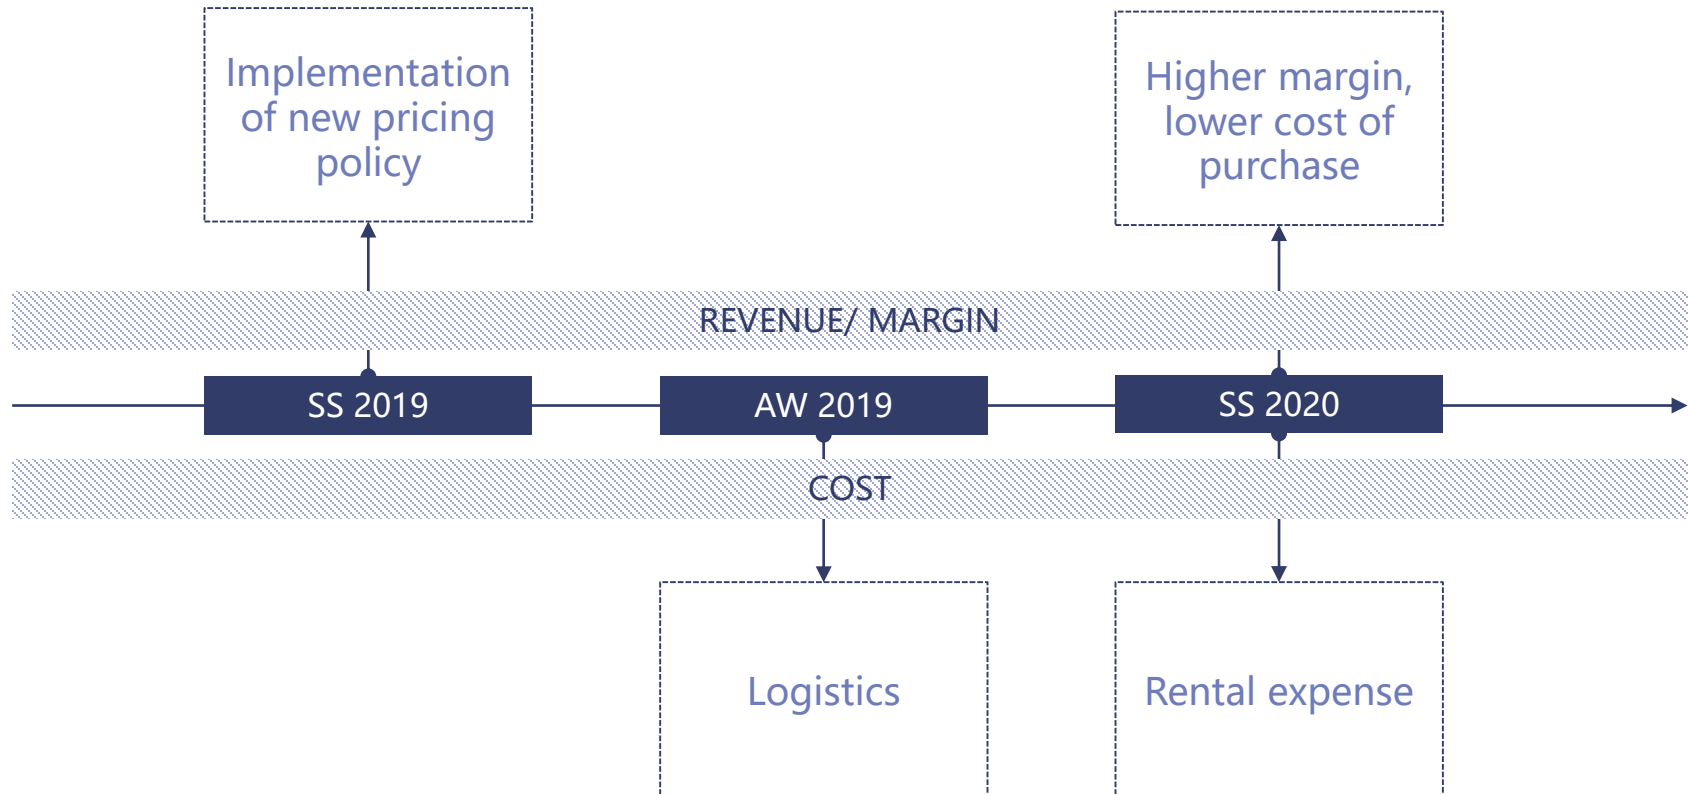 Implementation
of new pricing
policy
Higher margin,
lower cost of
purchase
REVENUE/ MARGIN
SS 2019
AW 2019
SS 2020
COST
Logistics
Rental expense